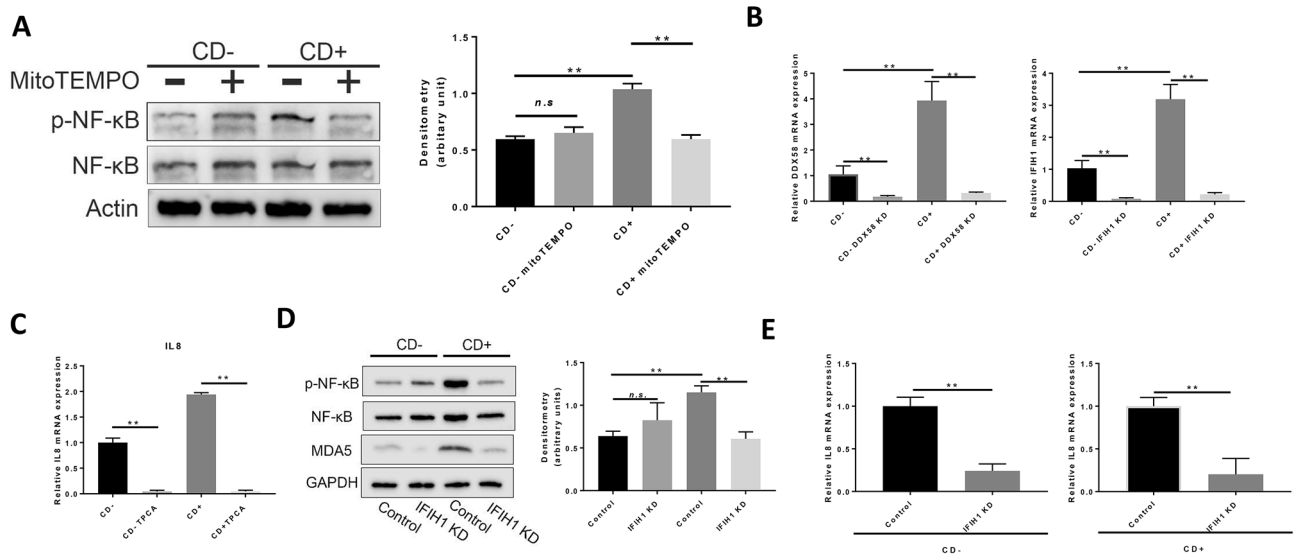 A
CD- CD+
MitoTEMPO - + - +
p-NF-κB
NF-κB
Actin
Densitometry
(arbitary unit)
1.5
1.0
0.5
0.0
n.s
**
**
CD-
CD- mitoTEMPO
CD+
CD+ mitoTEMPO
B
Relative DDX58 mRNA expression
5
4
3
2
1
0
**
**
**
CD-
CD- DDX58 KD
CD+
CD+ DDX58 KD
Relative IFIH1 mRNA expression
4
3
2
1
0
**
**
**
CD-
CD- IFIH1 KD
CD+
CD+ IFIH1 KD
C
IL8
Relative IL8 mRNA expression
2.5
2.0
1.5
1.0
0.5
0.0
**
**
CD-
CD- TPCA
CD+
CD+TPCA
D
CD- CD+
p-NF-κB
NF-κB
MDA5
GAPDH
Control
IFIH1 KD
Control
IFIH1 KD
Densitormetry
(arbitrary units)
1.5
1.0
0.5
0.0
**
**
n.s.
Control
IFIH1 KD
Control
IFIH1 KD
E
Relative IL8 mRNA expression
1.5
1.0
0.5
0.0
**
Control
IFIH1 KD
CD-
Relative IL8 mRNA expression
1.5
1.0
0.5
0.0
**
Control
IFIH1 KD
CD+